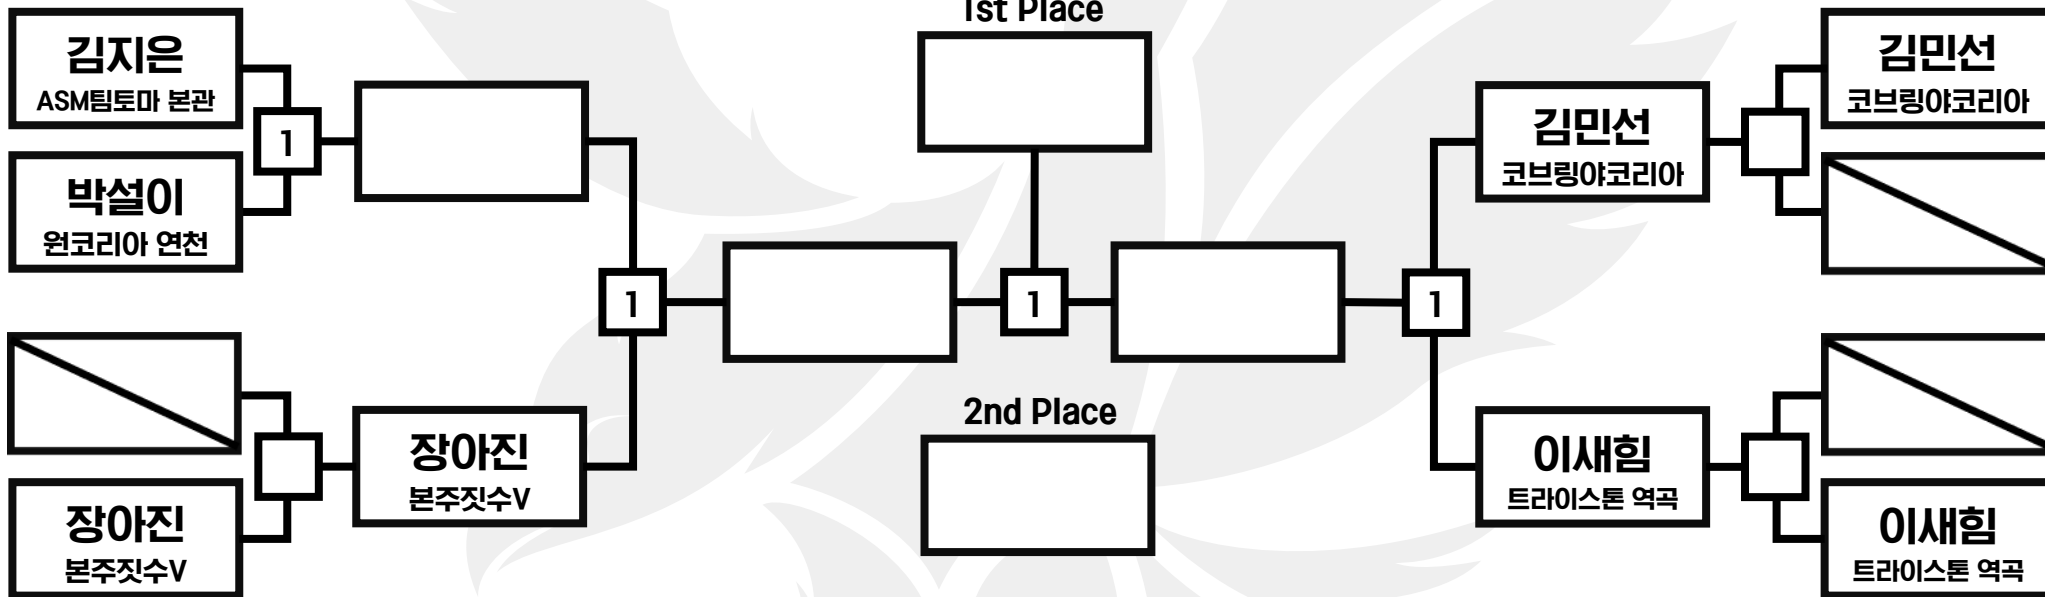 1st Place
김지은
ASM팀토마 본관
1
박설이
원코리아 연천
장아진
본주짓수V
장아진
본주짓수V
1
1
2nd Place
1
김민선
코브링야코리아
이새힘
트라이스톤 역곡
김민선
코브링야코리아
이새힘
트라이스톤 역곡